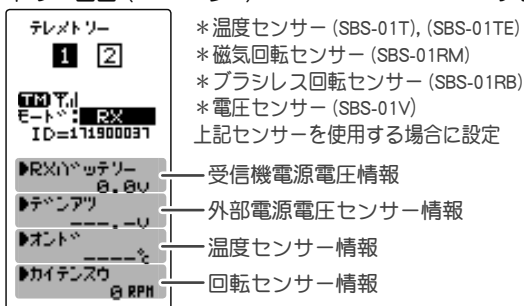 テレメトリー
1 2
TM
モード: RX
ID=171900037
▶RXバッテリー
0.0V
▶デンアツ
---.-V
▶オンド
----℃
▶カイテンスウ
0 RPM
＊温度センサー (SBS-01T), (SBS-01TE)
＊磁気回転センサー (SBS-01RM)
＊ブラシレス回転センサー (SBS-01RB)
＊電圧センサー (SBS-01V)
上記センサーを使用する場合に設定
受信機電源電圧情報
外部電源電圧センサー情報
温度センサー情報
回転センサー情報